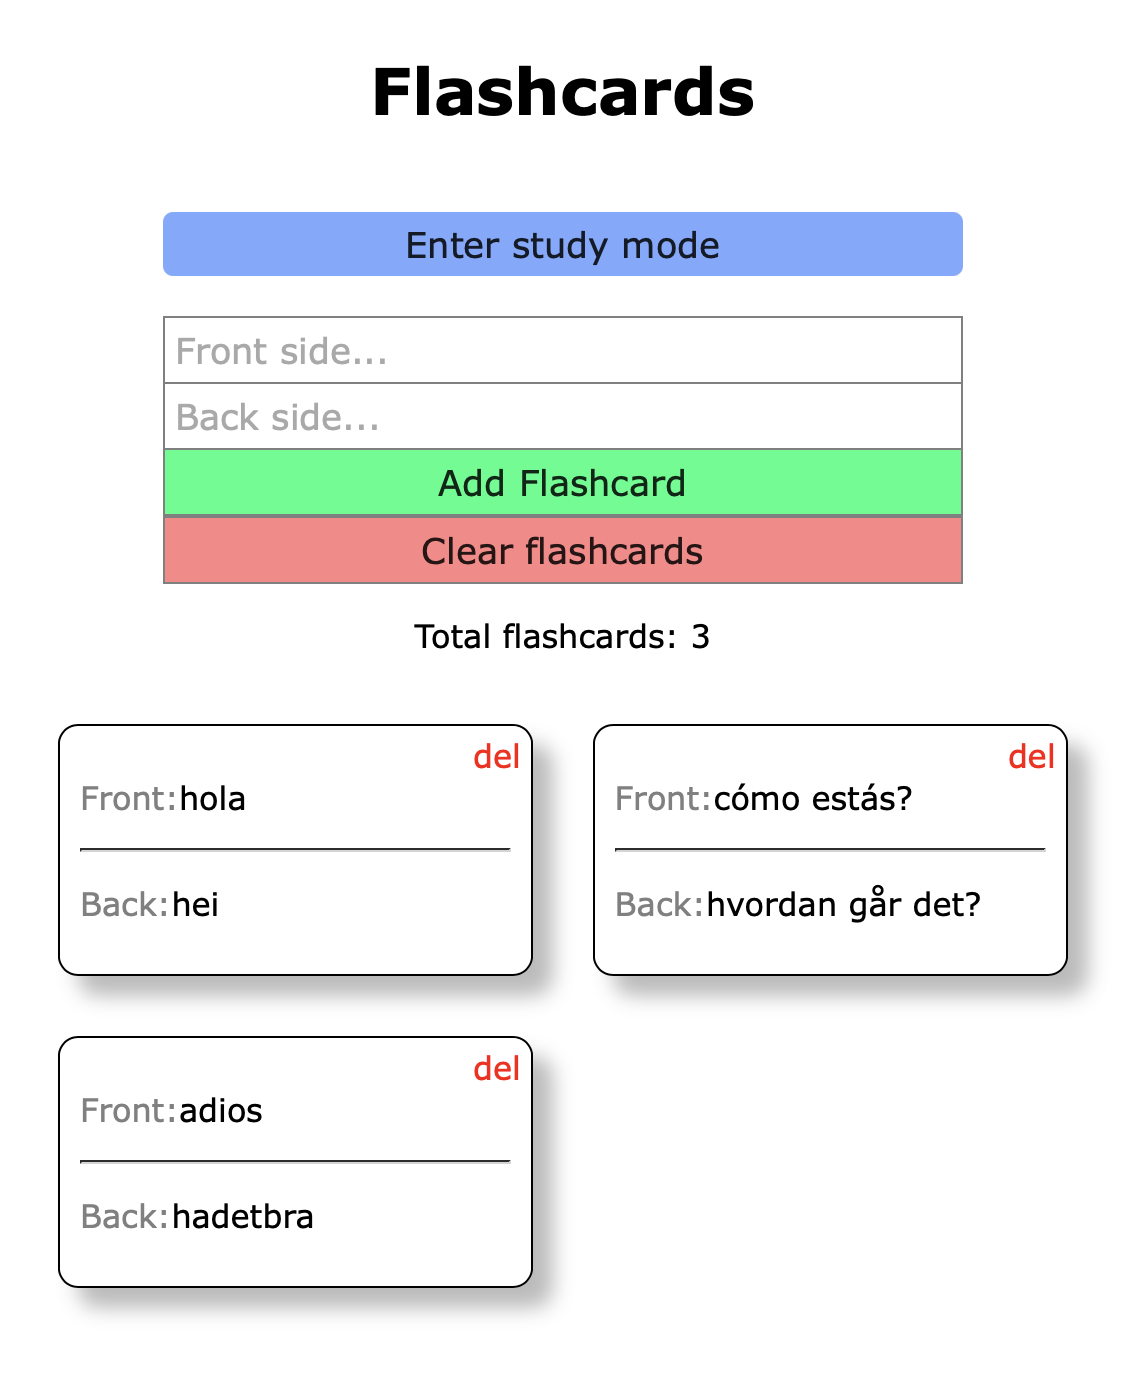 Flashcards
Enter study mode
Front side...
Back side...
Add Flashcard
Clear flashcards
Total flashcards: 3
del
Front:hola
Back:hei
del
Front:cómo estás?
Back:hvordan går det?
del
Front:adios
Back:hadetbra